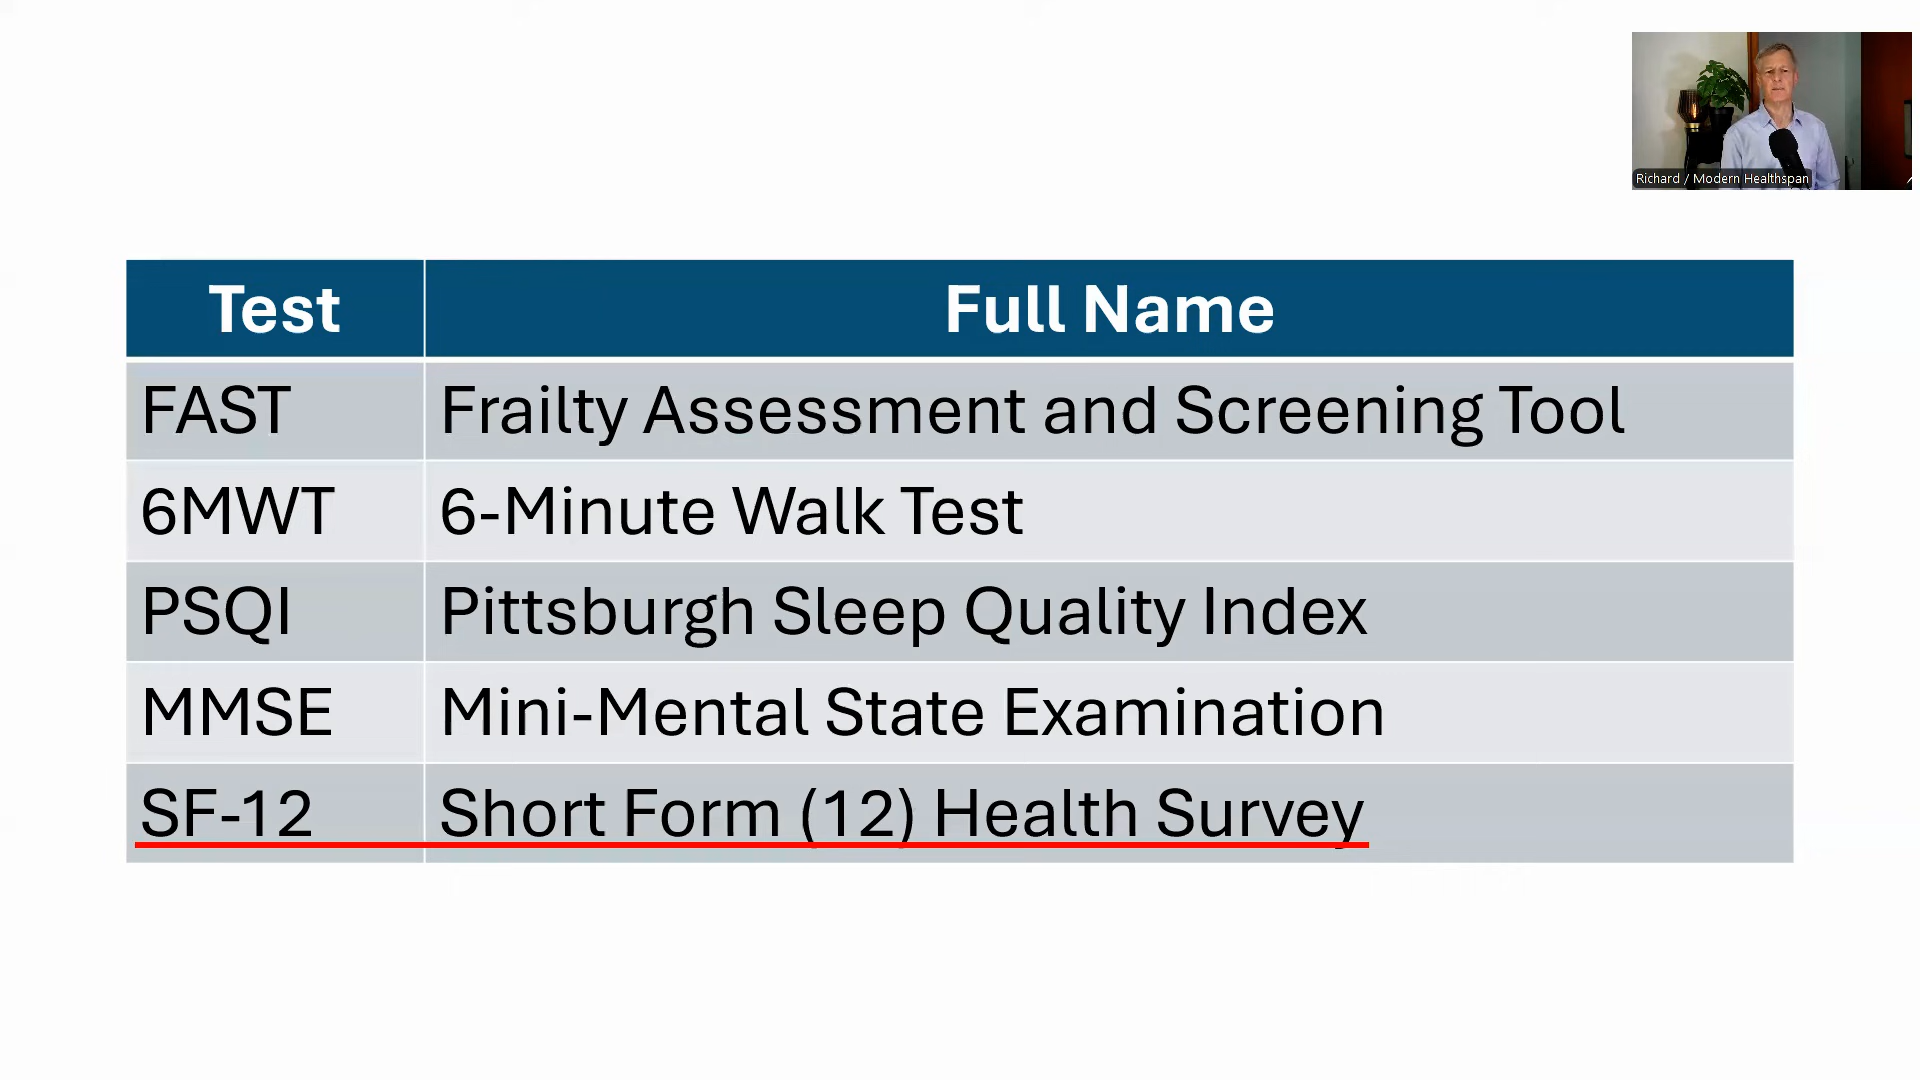 Richard / Modern Healthspan
Test Full Name
FAST Frailty Assessment and Screening Tool
6MWT 6-Minute Walk Test
PSQI Pittsburgh Sleep Quality Index
MMSE Mini-Mental State Examination
SF-12 Short Form (12) Health Survey